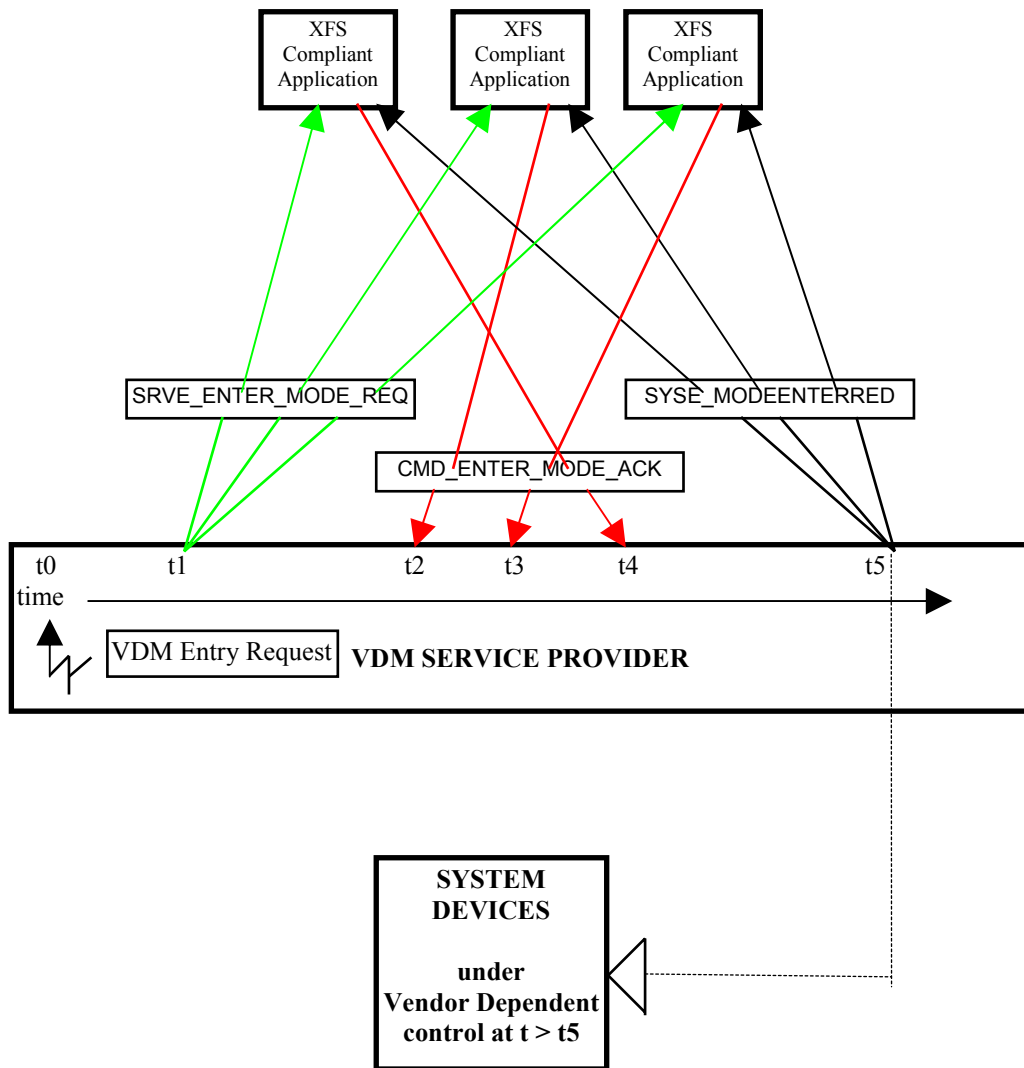 XFS
Compliant
Application
XFS
Compliant
Application
XFS
Compliant
Application
SRVE_ENTER_MODE_REQ
SYSE_MODEENTERRED
CMD_ENTER_MODE_ACK
t0
t1
t2
t3
t4
t5
time
VDM Entry Request
VDM SERVICE PROVIDER
SYSTEM
DEVICES
under
Vendor Dependent
control at t > t5